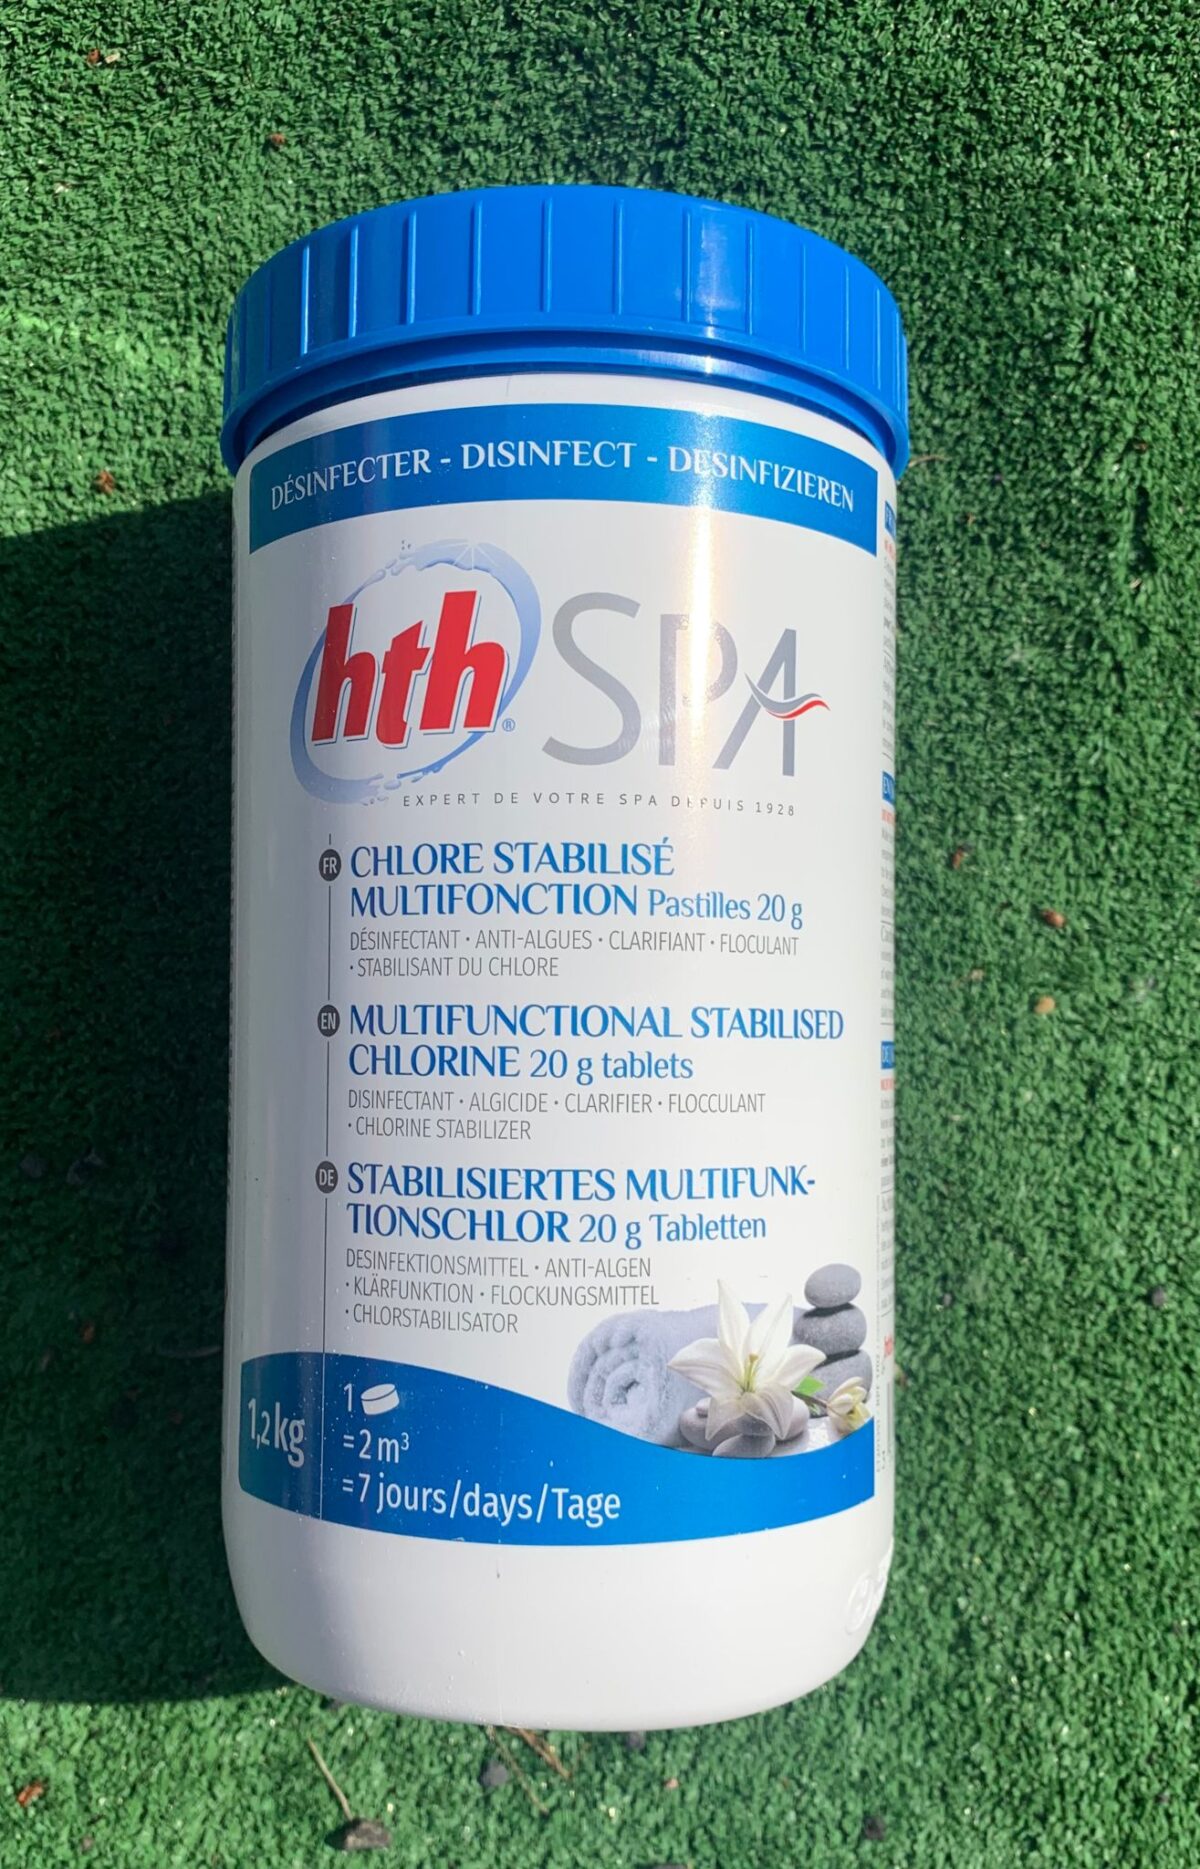 DÉSINFECTER - DISINFECT - DESINFIZIEREN
hth® SPA
EXPERT DE VOTRE SPA DEPUIS 1928
FR CHLORE STABILISÉ
MULTIFONCTION Pastilles 20 g
DÉSINFECTANT · ANTI-ALGUES · CLARIFIANT · FLOCULANT
· STABILISANT DU CHLORE
EN MULTIFUNCTIONAL STABILISED
CHLORINE 20 g tablets
DISINFECTANT · ALGICIDE · CLARIFIER · FLOCCULANT
· CHLORINE STABILIZER
DE STABILISIERTES MULTIFUNK-
TIONSCHLOR 20 g Tabletten
DESINFEKTIONSMITTEL · ANTI-ALGEN
· KLÄRFUNKTION · FLOCKUNGSMITTEL
· CHLORSTABILISATOR
1,2 kg
1
= 2 m³
= 7 jours/days/Tage